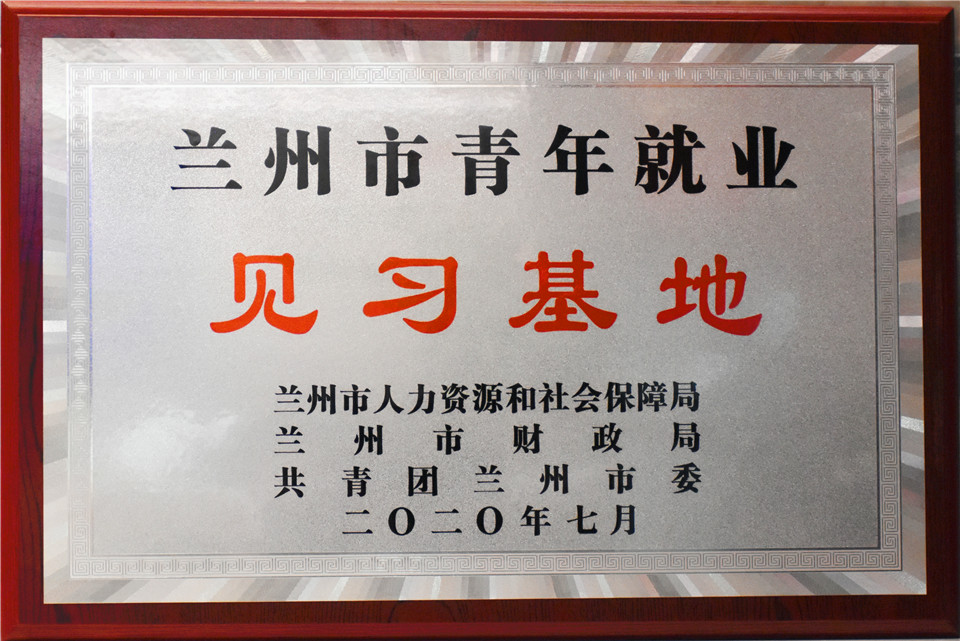 兰州市青年就业
见习基地
兰州市人力资源和社会保障局
兰州市财政局
共青团兰州市委
二〇二〇年七月